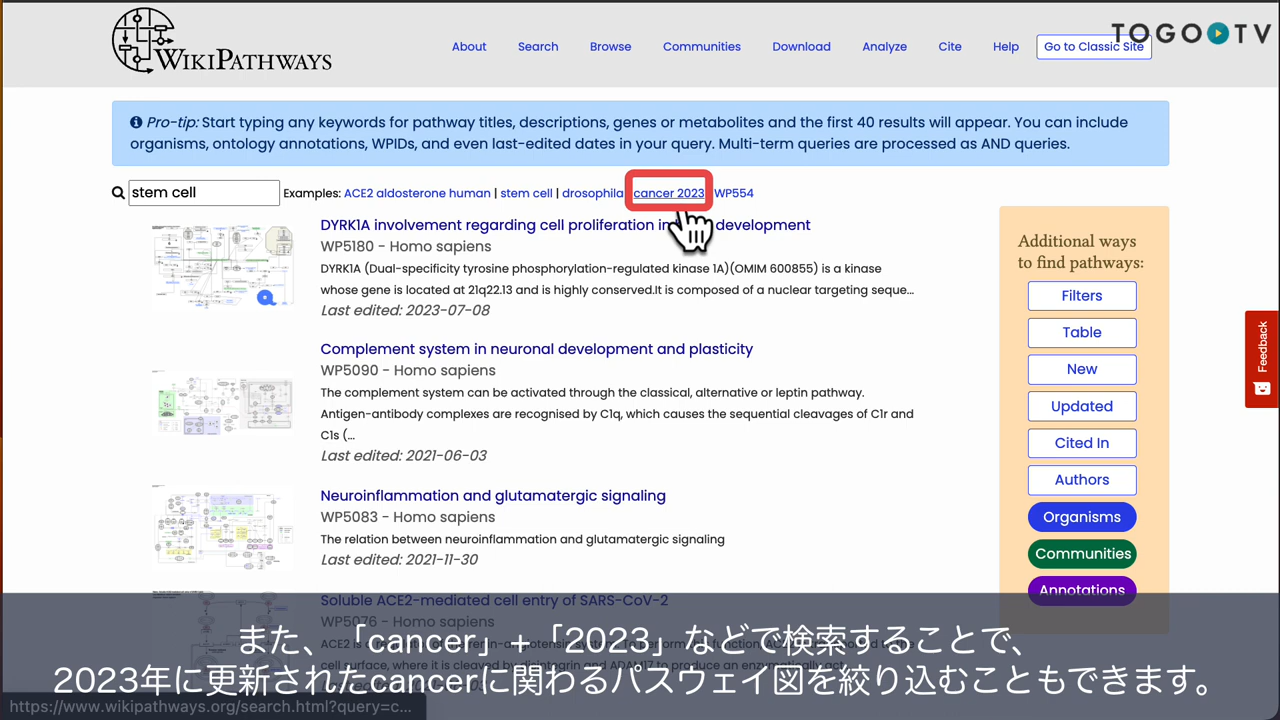 WIKIPATHWAYS
About Search Browse Communities Download Analyze Cite Help Go to Classic Site
TOGO TV
Pro-tip: Start typing any keywords for pathway titles, descriptions, genes or metabolites and the first 40 results will appear. You can include
organisms, ontology annotations, WPIDs, and even last-edited dates in your query. Multi-term queries are processed as AND queries.
stem cell Examples: ACE2 aldosterone human | stem cell | drosophila cancer 2023 WP554
DYRK1A involvement regarding cell proliferation in development
WP5180 - Homo sapiens
DYRK1A (Dual-specificity tyrosine phosphorylation-regulated kinase 1A)(OMIM 600855) is a kinase
whose gene is located at 21q22.13 and is highly conserved.It is composed of a nuclear targeting seque...
Last edited: 2023-07-08
Complement system in neuronal development and plasticity
WP5090 - Homo sapiens
The complement system can be activated through the classical, alternative or leptin pathway.
Antigen-antibody complexes are recognised by C1q, which causes the sequential cleavages of C1r and
C1s (...
Last edited: 2021-06-03
Neuroinflammation and glutamatergic signaling
WP5083 - Homo sapiens
The relation between neuroinflammation and glutamatergic signaling
Last edited: 2021-11-30
Soluble ACE2-mediated cell entry of SARS-CoV-2
WP5076 - Homo sapiens
Additional ways
to find pathways:
Filters
Table
New
Updated
Cited In
Authors
Organisms
Communities
Annotations
Feedback
また、「cancer」+「2023」などで検索することで、
2023年に更新されたcancerに関わるパスウェイ図を絞り込むこともできます。
https://www.wikipathways.org/search.html?query=c...